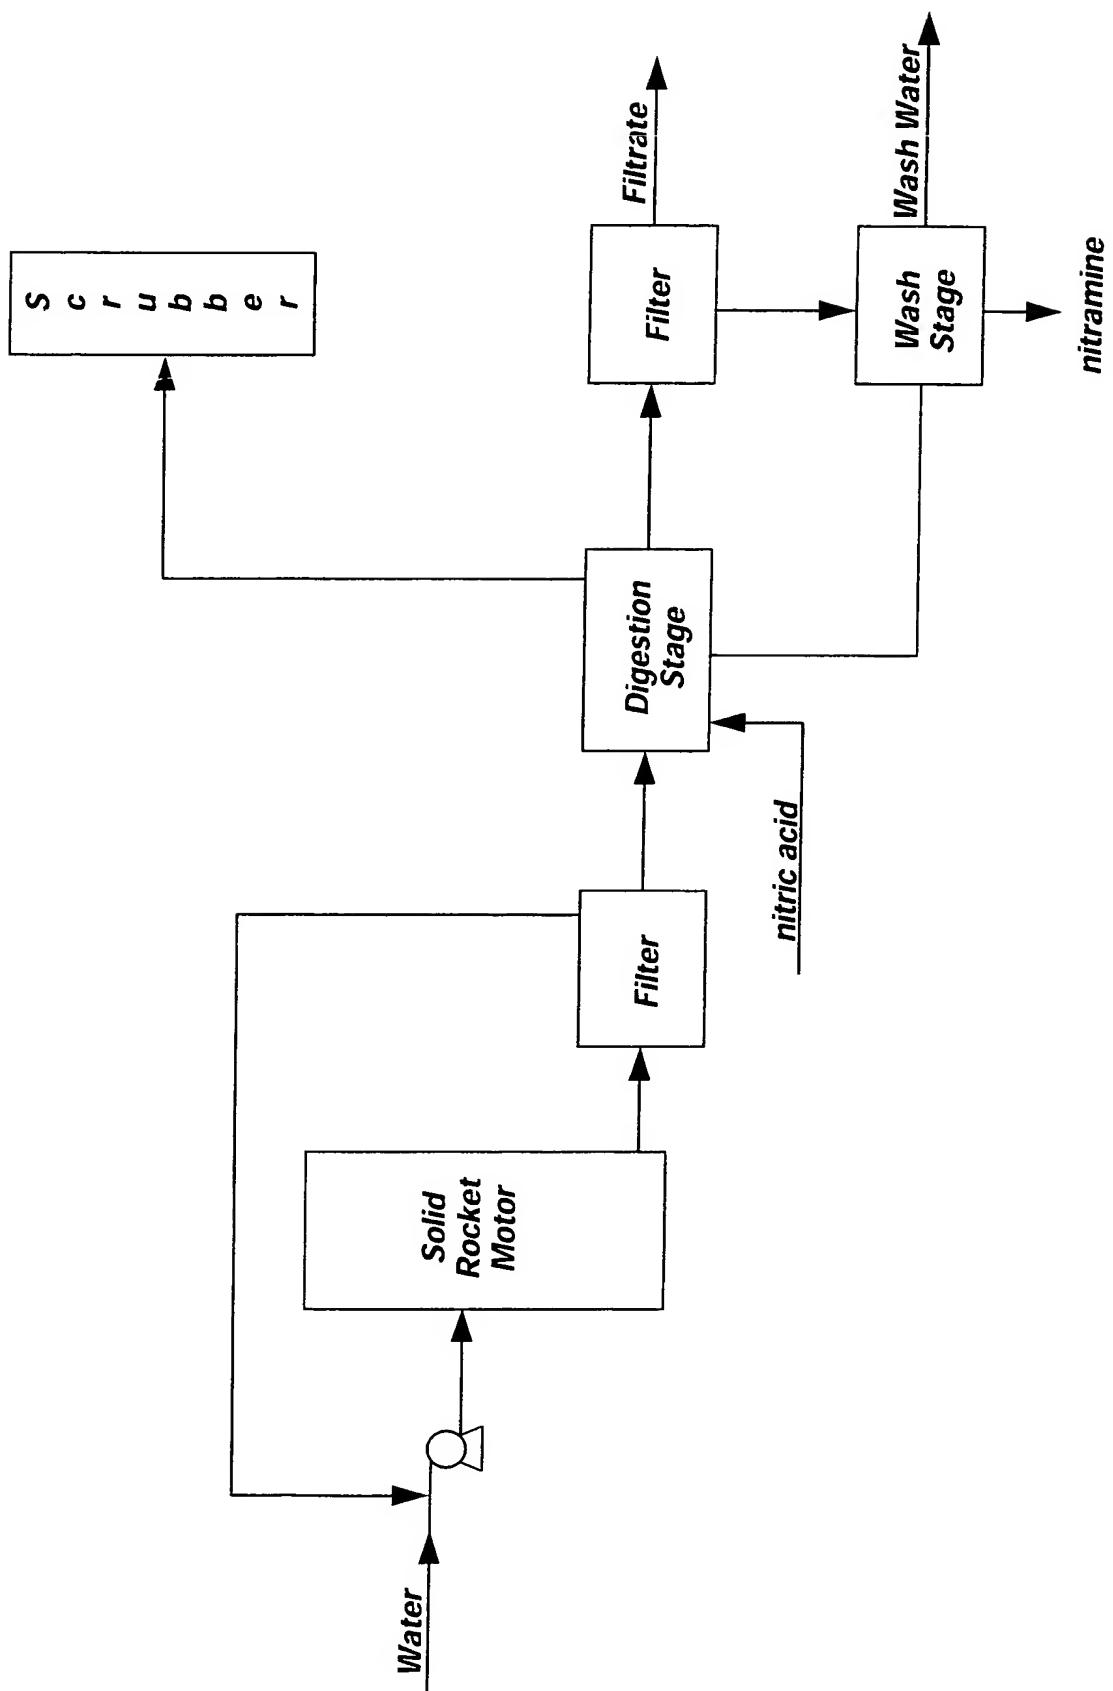 Water
Solid
Rocket
Motor
Filter
nitric acid
Digestion
Stage
Scrubber
Filter
Filtrate
Wash
Stage
Wash Water
nitramine